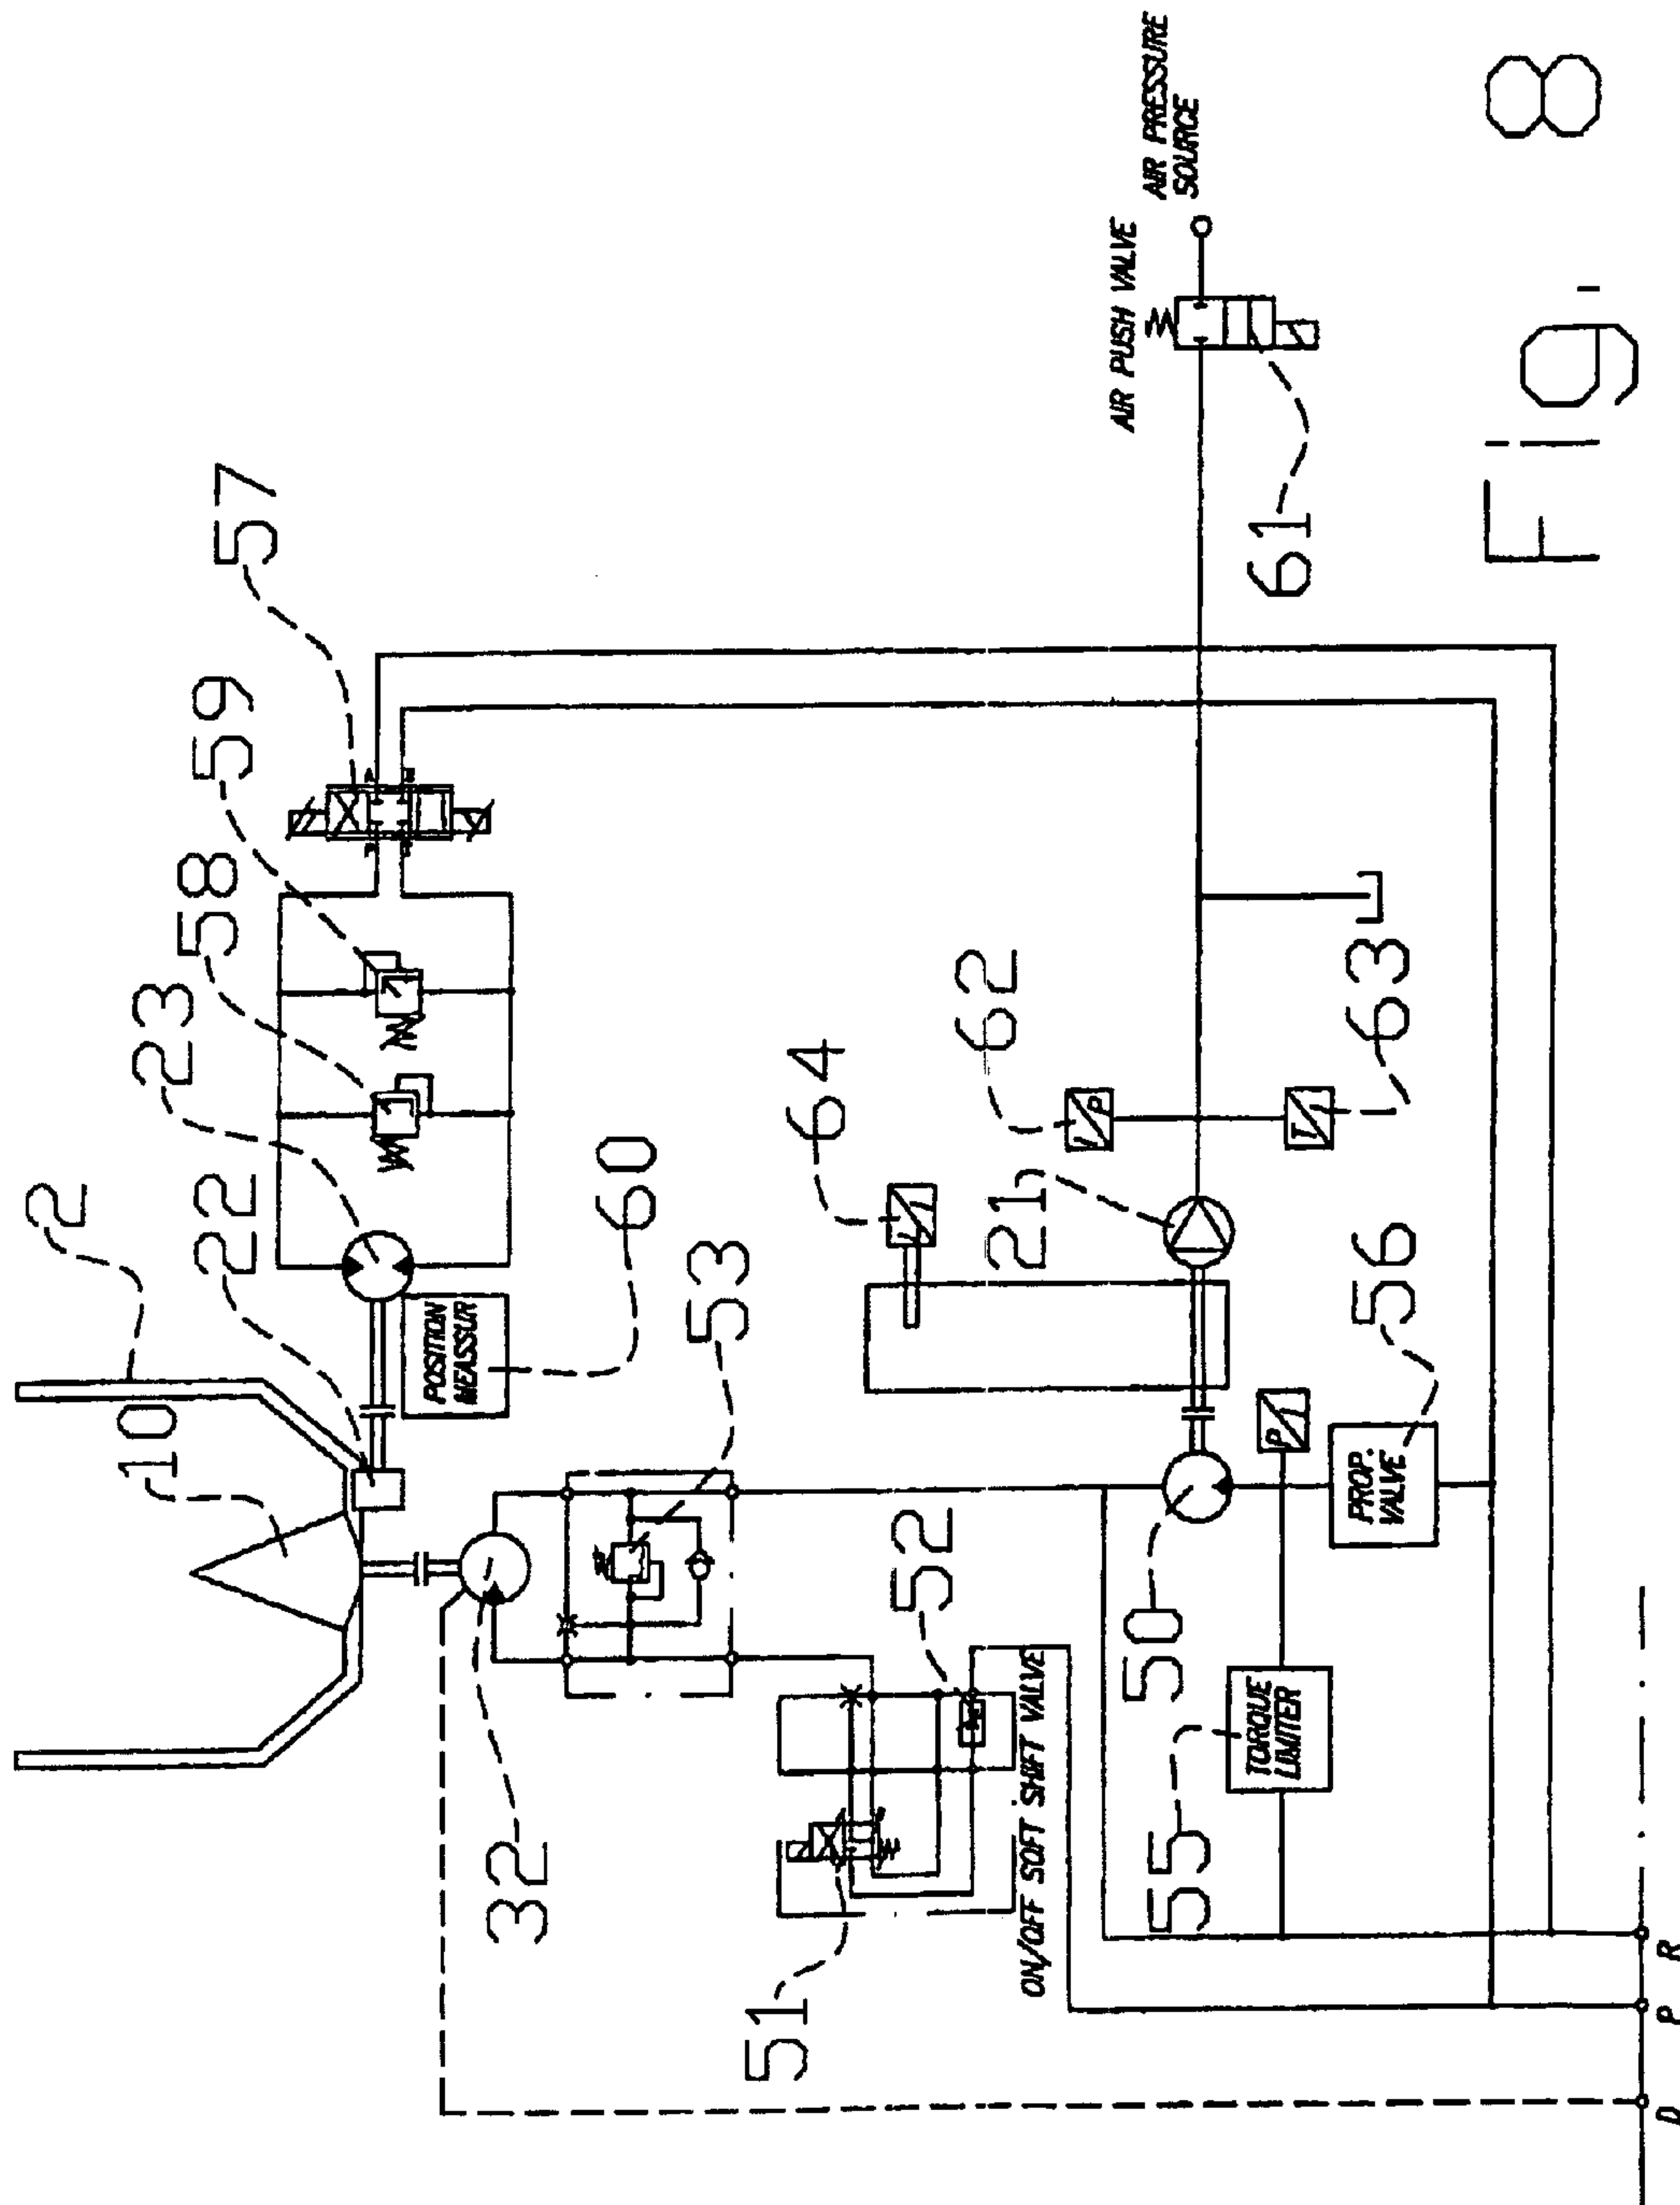 2
10
22
23
58
59
57
POSITION
MEASSUR
60
32
53
51
52
ON/OFF SOFT SHIFT VALVE
64
21
62
63
AIR PUSH VALVE
AIR PRESSURE
SOURCE
61
50
55
TORQUE
LIMITER
P
I
PROP.
VALVE
56
I
P
T
D
P
R
Fig. 8